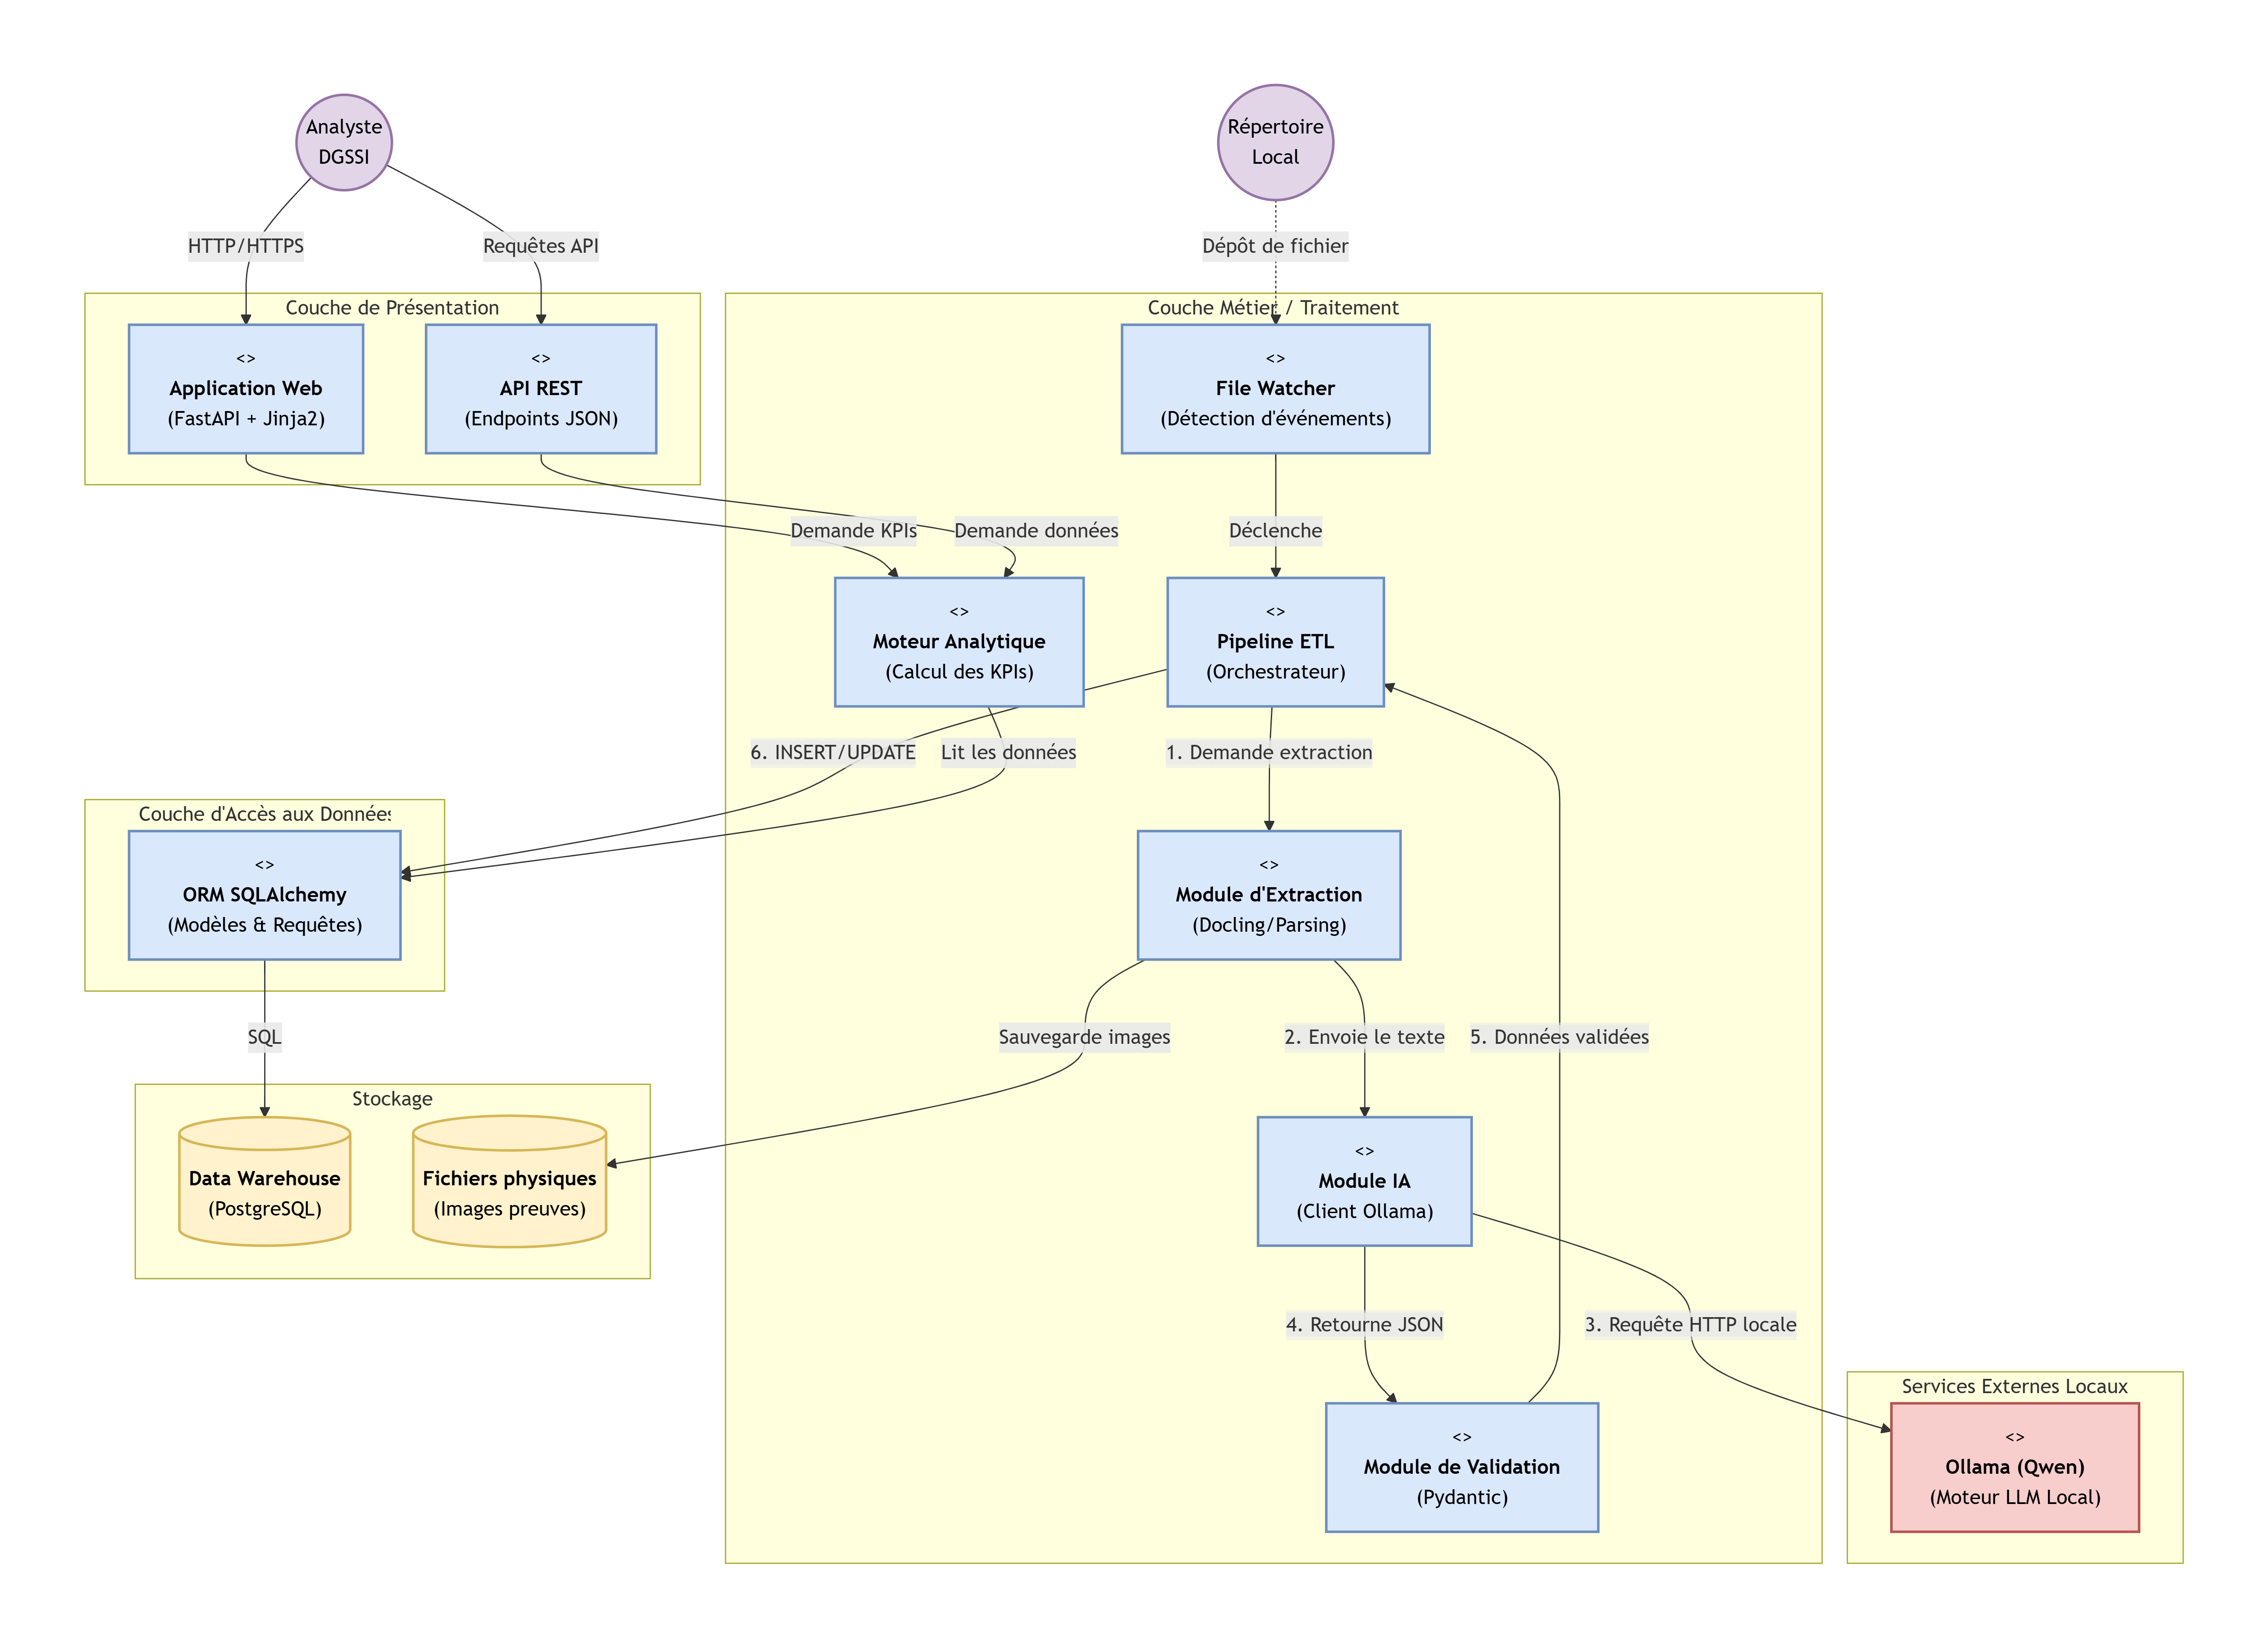 Analyste
DGSSI
Répertoire
Local
HTTP/HTTPS
Requêtes API
Dépôt de fichier
Couche de Présentation
Couche Métier / Traitement
<>
Application Web
(FastAPI + Jinja2)
<>
API REST
(Endpoints JSON)
<>
File Watcher
(Détection d'événements)
Demande KPIs
Demande données
Déclenche
<>
Moteur Analytique
(Calcul des KPIs)
<>
Pipeline ETL
(Orchestrateur)
6. INSERT/UPDATE
Lit les données
1. Demande extraction
Couche d'Accès aux Données
<>
ORM SQLAlchemy
(Modèles & Requêtes)
<>
Module d'Extraction
(Docling/Parsing)
SQL
Sauvegarde images
2. Envoie le texte
5. Données validées
Stockage
Data Warehouse
(PostgreSQL)
Fichiers physiques
(Images preuves)
<>
Module IA
(Client Ollama)
4. Retourne JSON
3. Requête HTTP locale
Services Externes Locaux
<>
Module de Validation
(Pydantic)
<>
Ollama (Qwen)
(Moteur LLM Local)